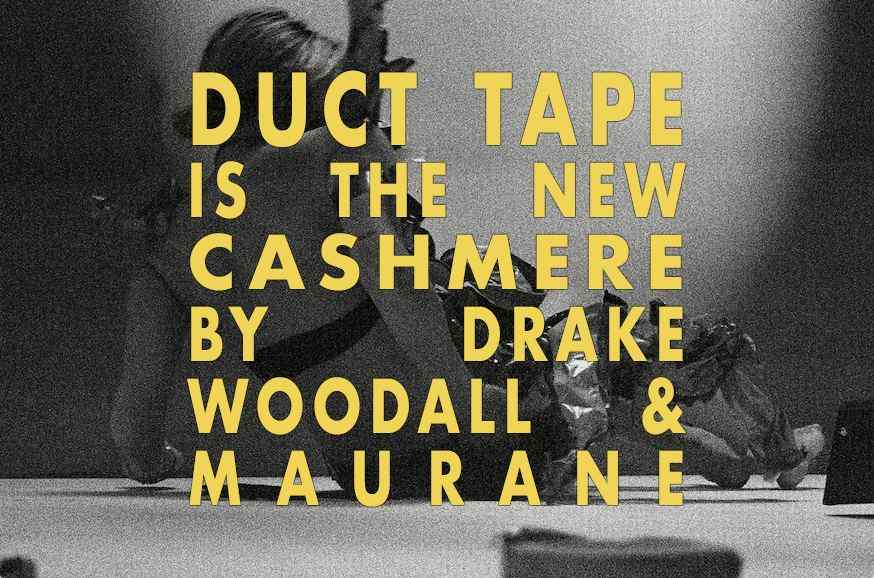 DUCT TAPE
IS THE NEW
CASHMERE
BY DRAKE
WOODALL &
MAURANE